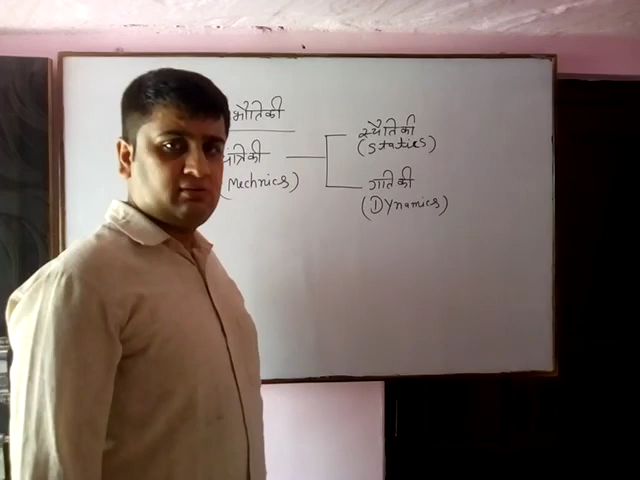 भौतिकी
यांत्रिकी
(Mechnics)
स्थैतिकी
(Statics)
गतिकी
(Dynamics)